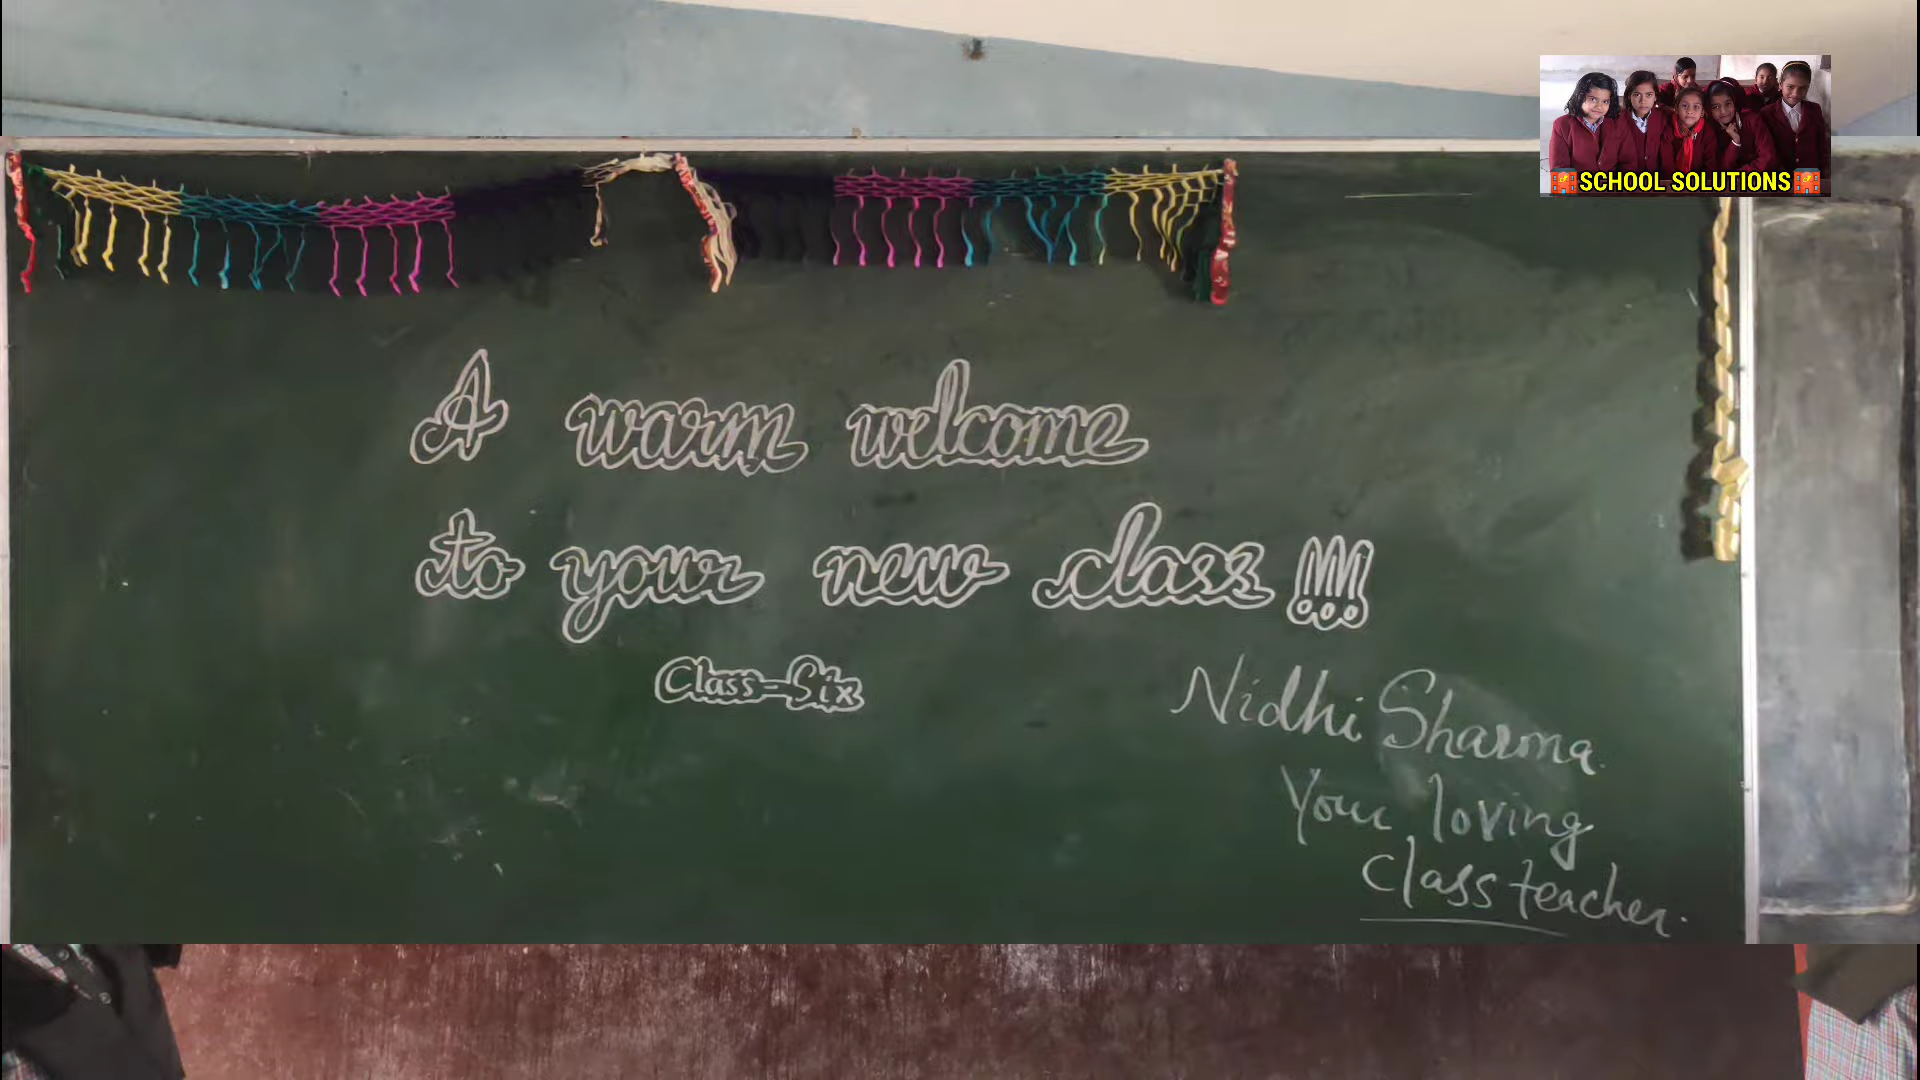 SCHOOL SOLUTIONS
A warm welcome
to your new class !!!
Class-Six
Nidhi Sharma
Your loving
class teacher.